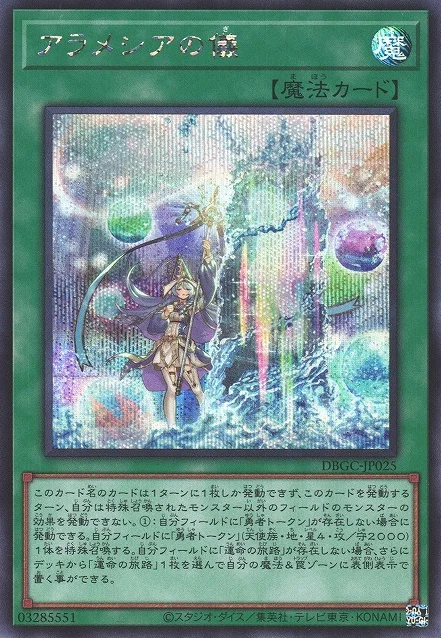 アラメシアの儀
魔
【魔法カード】
DBGC-JP025
このカード名のカードは1ターンに1枚しか発動できず、このカードを発動する
ターン、自分は特殊召喚されたモンスター以外のフィールドのモンスターの
効果を発動できない。①:自分フィールドに「勇者トークン」が存在しない場合に
発動できる。自分フィールドに「勇者トークン」(天使族・地・星4・攻/守2000)
1体を特殊召喚する。自分フィールドに「運命の旅路」が存在しない場合、さらに
デッキから「運命の旅路」1枚を選んで自分の魔法&罠ゾーンに表側表示で
置く事ができる。
03285551
©スタジオ・ダイス/集英社・テレビ東京・KONAMI